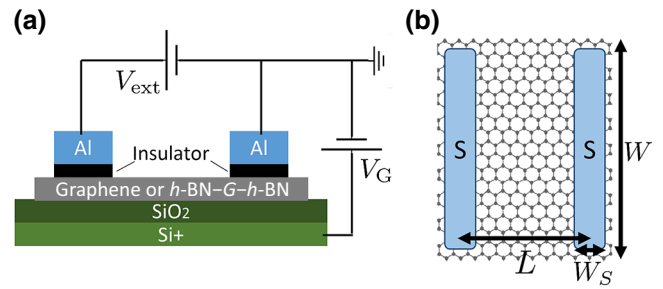 (a)
V_ext
Al
Insulator
Al
V_G
Graphene or h-BN–G–h-BN
SiO₂
Si+
(b)
S
S
W
L
W_S